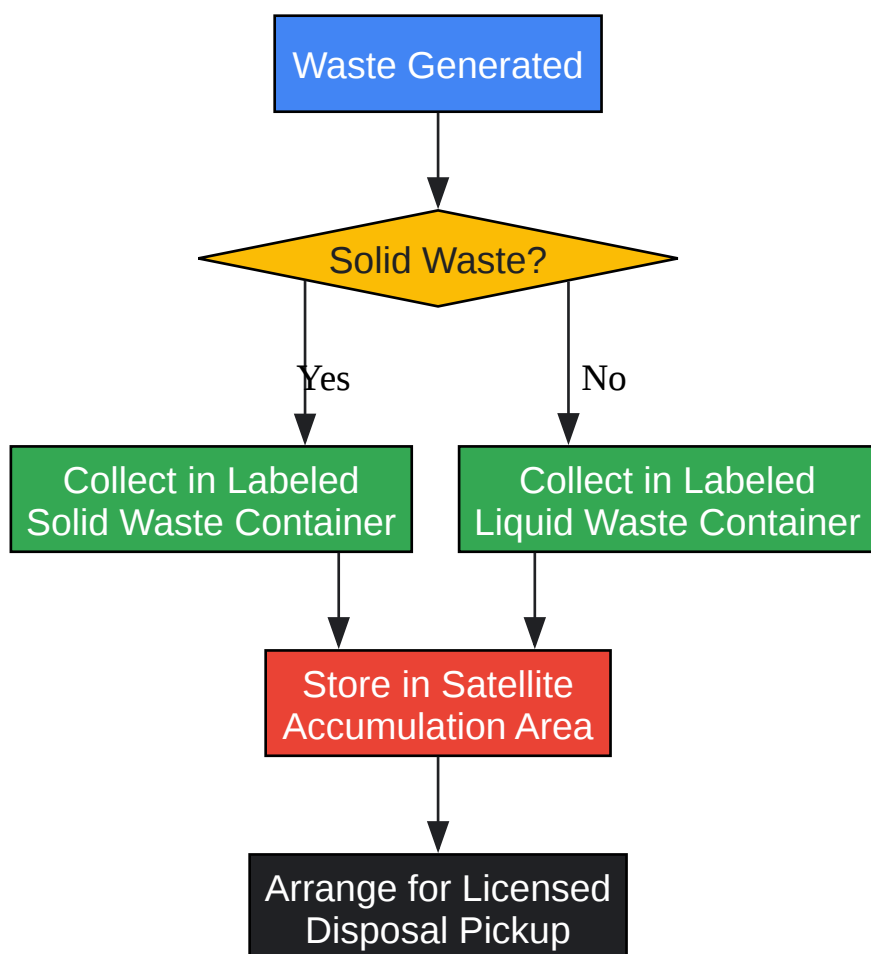 Waste Generated
Solid Waste?
Yes
No
Collect in Labeled
Solid Waste Container
Collect in Labeled
Liquid Waste Container
Store in Satellite
Accumulation Area
Arrange for Licensed
Disposal Pickup